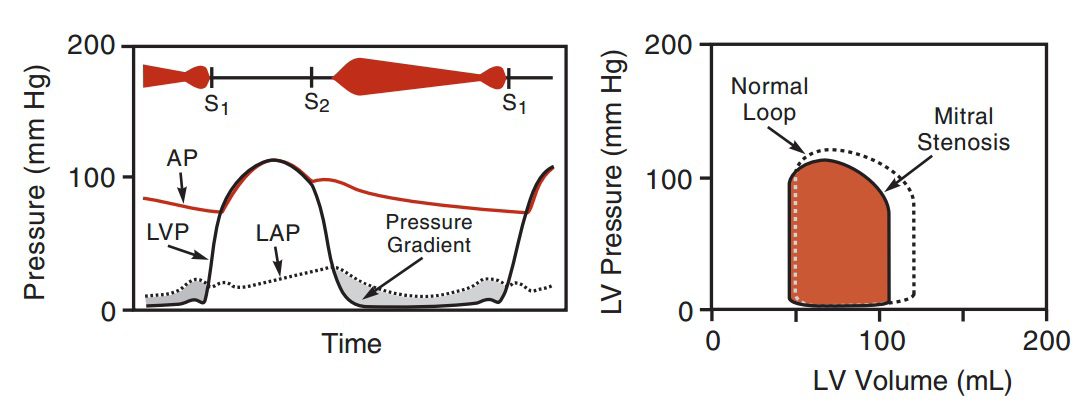 200
100
0
Pressure (mm Hg)
S1
S2
S1
AP
LVP
LAP
Pressure
Gradient
Time
200
100
0
LV Pressure (mm Hg)
Normal
Loop
Mitral
Stenosis
0
100
200
LV Volume (mL)